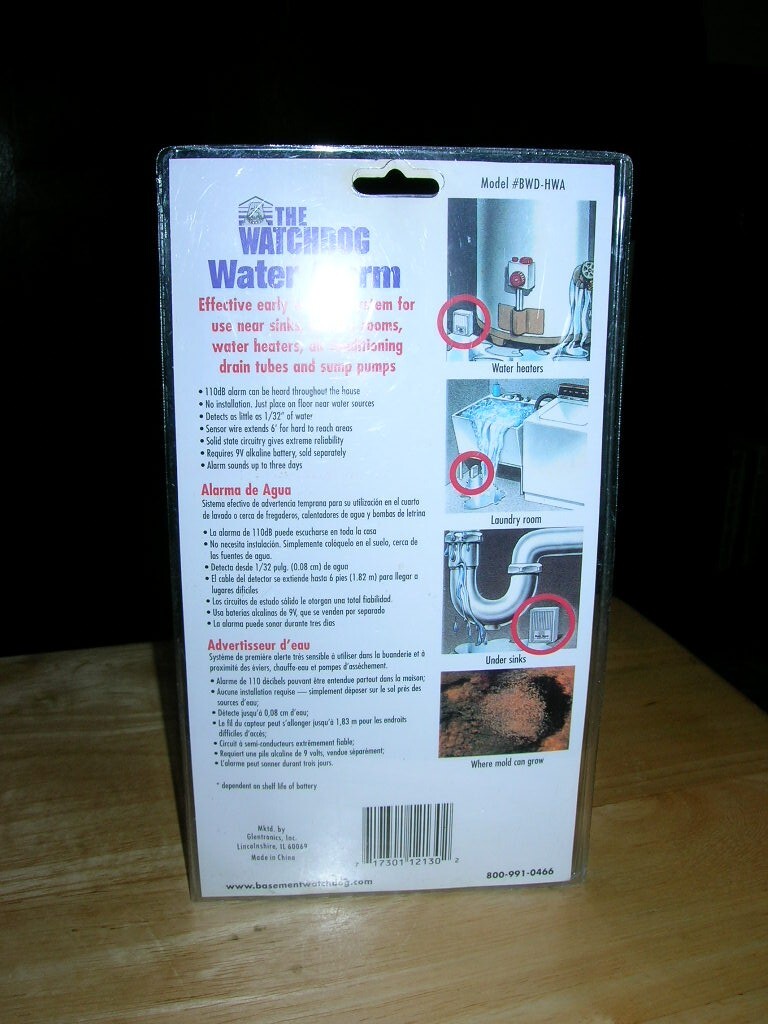 Model #BWD-HWA
THE
WATCHDOG
Water
Effective early for
use near sinks, rooms,
water heaters,
drain tubes and sump pumps
• 110dB alarm can be heard throughout the house
• No installation. Just place on floor near water sources
• Detects as little as 1/32" of water
• Sensor wire extends 6' for hard to reach areas
• Solid state circuitry gives extreme reliability
• Requires 9V alkaline battery, sold separately
• Alarm sounds up to three days
Alarma de Agua
Sistema efectivo de advertencia temprana para su utilización en el cuarto
de lavado o cerca de fregaderos, calentadores de agua y bombas de letrina
• La alarma de 110dB puede escucharse en toda la casa
• No necesita instalación. Simplemente colóquelo en el suelo, cerca de
las fuentes de agua.
• Detecta desde 1/32 pulg. (0.08 cm) de agua
• El cable del detector se extiende hasta 6 pies (1.82 m) para llegar a
lugares difíciles
• Los circuitos de estado sólido le otorgan una total fiabilidad.
• Usa baterías alcalinas de 9V, que se venden por separado
• La alarma puede sonar durante tres días
Advertisseur d'eau
Système de première alerte très sensible à utiliser dans la buanderie et à
proximité des éviers, chauffe-eau et pompes d'asséchement.
• Alarme de 110 décibels pouvant être entendue partout dans la maison;
• Aucune installation requise — simplement déposer sur le sol près des
sources d'eau;
• Détecte jusqu'à 0,08 cm d'eau;
• Le fil du capteur peut s'allonger jusqu'à 1,83 m pour les endroits
difficiles d'accès;
• Circuit à semi-conducteurs extrêmement fiable;
• Requiert une pile alcaline de 9 volts, vendue séparément;
• L'alarme peut sonner durant trois jours.
* dependent on shelf life of battery
Water heaters
Laundry room
Under sinks
Where mold can grow
Mktd. by
Glentronics, Inc.
Lincolnshire, IL 60069
Made in China
7 17301 12130 2
www.basementwatchdog.com
800-991-0466